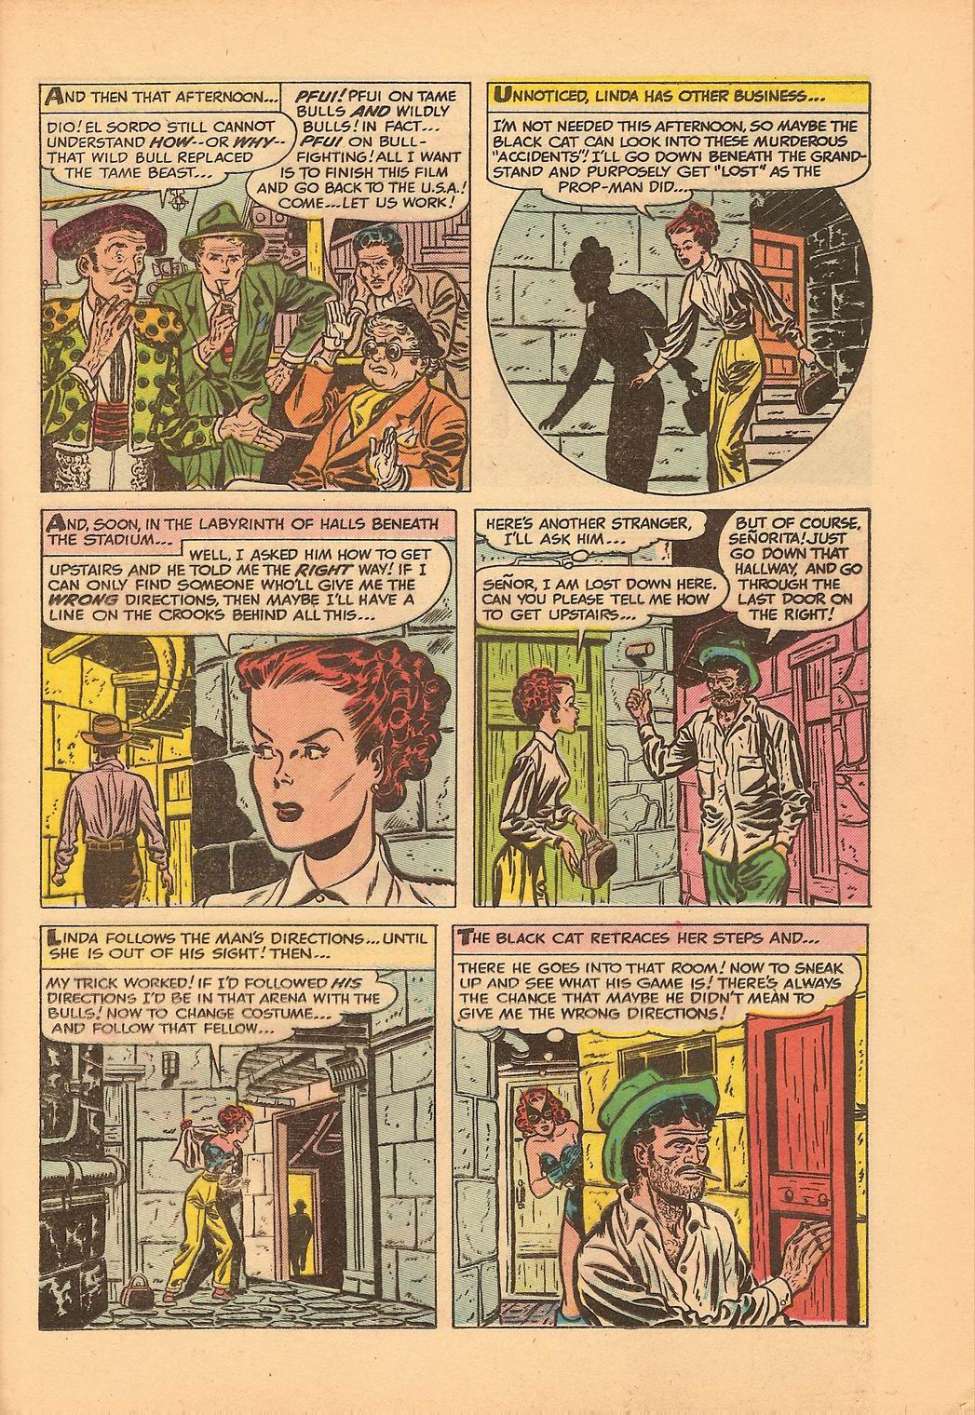 AND THEN THAT AFTERNOON...
DIO! EL SORDO STILL CANNOT
UNDERSTAND HOW--OR WHY--
THAT WILD BULL REPLACED
THE TAME BEAST...
PFUI! PFUI ON TAME
BULLS AND WILDLY
BULLS! IN FACT...
PFUI ON BULL-
FIGHTING! ALL I WANT
IS TO FINISH THIS FILM
AND GO BACK TO THE U.S.A.!
COME...LET US WORK!
UNNOTICED, LINDA HAS OTHER BUSINESS...
I'M NOT NEEDED THIS AFTERNOON, SO MAYBE THE
BLACK CAT CAN LOOK INTO THESE MURDEROUS
"ACCIDENTS"! I'LL GO DOWN BENEATH THE GRAND-
STAND AND PURPOSELY GET "LOST" AS THE
PROP-MAN DID...
AND, SOON, IN THE LABYRINTH OF HALLS BENEATH
THE STADIUM...
WELL, I ASKED HIM HOW TO GET
UPSTAIRS AND HE TOLD ME THE RIGHT WAY! IF I
CAN ONLY FIND SOMEONE WHO'LL GIVE ME THE
WRONG DIRECTIONS, THEN MAYBE I'LL HAVE A
LINE ON THE CROOKS BEHIND ALL THIS...
HERE'S ANOTHER STRANGER,
I'LL ASK HIM...
SEÑOR, I AM LOST DOWN HERE.
CAN YOU PLEASE TELL ME HOW
TO GET UPSTAIRS...
BUT OF COURSE,
SEÑORITA! JUST
GO DOWN THAT
HALLWAY, AND GO
THROUGH THE
LAST DOOR ON
THE RIGHT!
LINDA FOLLOWS THE MAN'S DIRECTIONS...UNTIL
SHE IS OUT OF HIS SIGHT! THEN...
MY TRICK WORKED! IF I'D FOLLOWED HIS
DIRECTIONS I'D BE IN THAT ARENA WITH THE
BULLS! NOW TO CHANGE COSTUME...
AND FOLLOW THAT FELLOW...
THE BLACK CAT RETRACES HER STEPS AND...
THERE HE GOES INTO THAT ROOM! NOW TO SNEAK
UP AND SEE WHAT HIS GAME IS! THERE'S ALWAYS
THE CHANCE THAT MAYBE HE DIDN'T MEAN TO
GIVE ME THE WRONG DIRECTIONS!